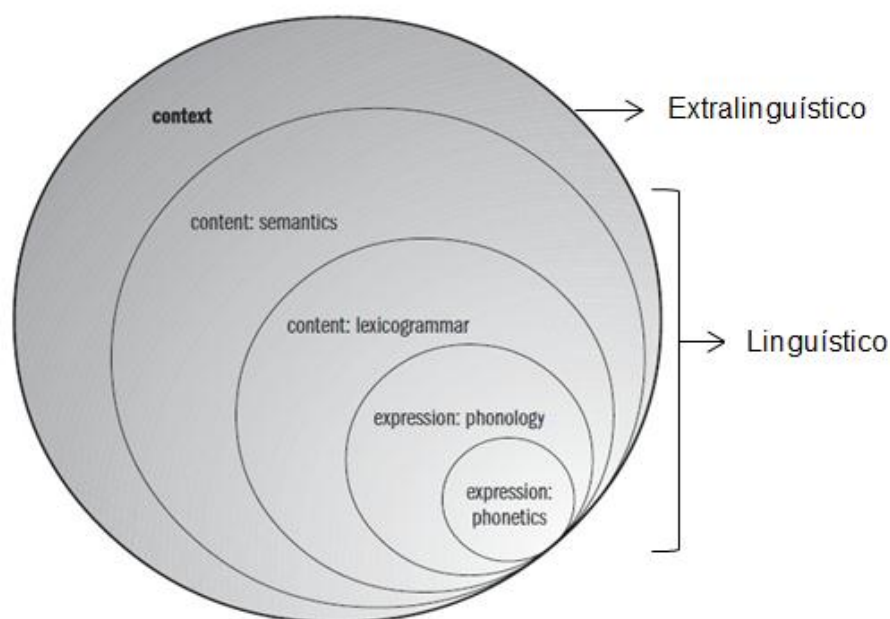 context
Extralinguístico
content: semantics
content: lexicogrammar
Linguístico
expression: phonology
expression:
phonetics